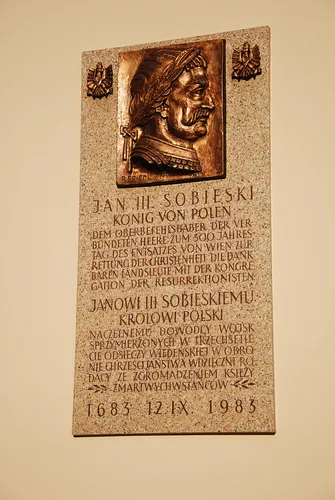 JAN III. SOBIESKI
KÖNIG VON POLEN
DEM OBERBEFELSHABER DER VER
BÜNDETEN HEERE ZUM 300 JAHRES
TAG DES ENTSATZES VON WIEN ZUR
RETTUNG DER CHRISTENHEIT DIE DANK
BAREN LANDSLEUTE MIT DER KONGRE
GATION DER RESURREKTIONISTEN
JANOWI III SOBIESKIEMU
KRÓLOWI POLSKI
NACZELNEMU DOWÓDCY WOJSK
SPRZYMIERZONYCH W TRZECHSETLE
CIE ODSIECZY WIEDEŃSKIEJ W OBRO
NIE CHRZEŚCIJAŃSTWA WDZIĘCZNI RO
DACY ZE ZGROMADZENIEM KSIĘŻY
ZMARTWYCHWSTAŃCÓW
1683 12.IX. 1983